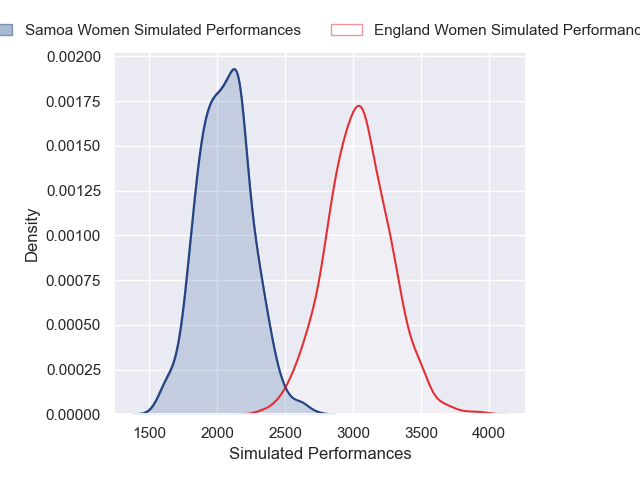 Samoa Women Simulated Performances England Women Simulated Performanc
0.00200
0.00175
0.00150
0.00125
0.00100
0.00075
0.00050
0.00025
0.00000
Density
1500 2000 2500 3000 3500 4000
Simulated Performances